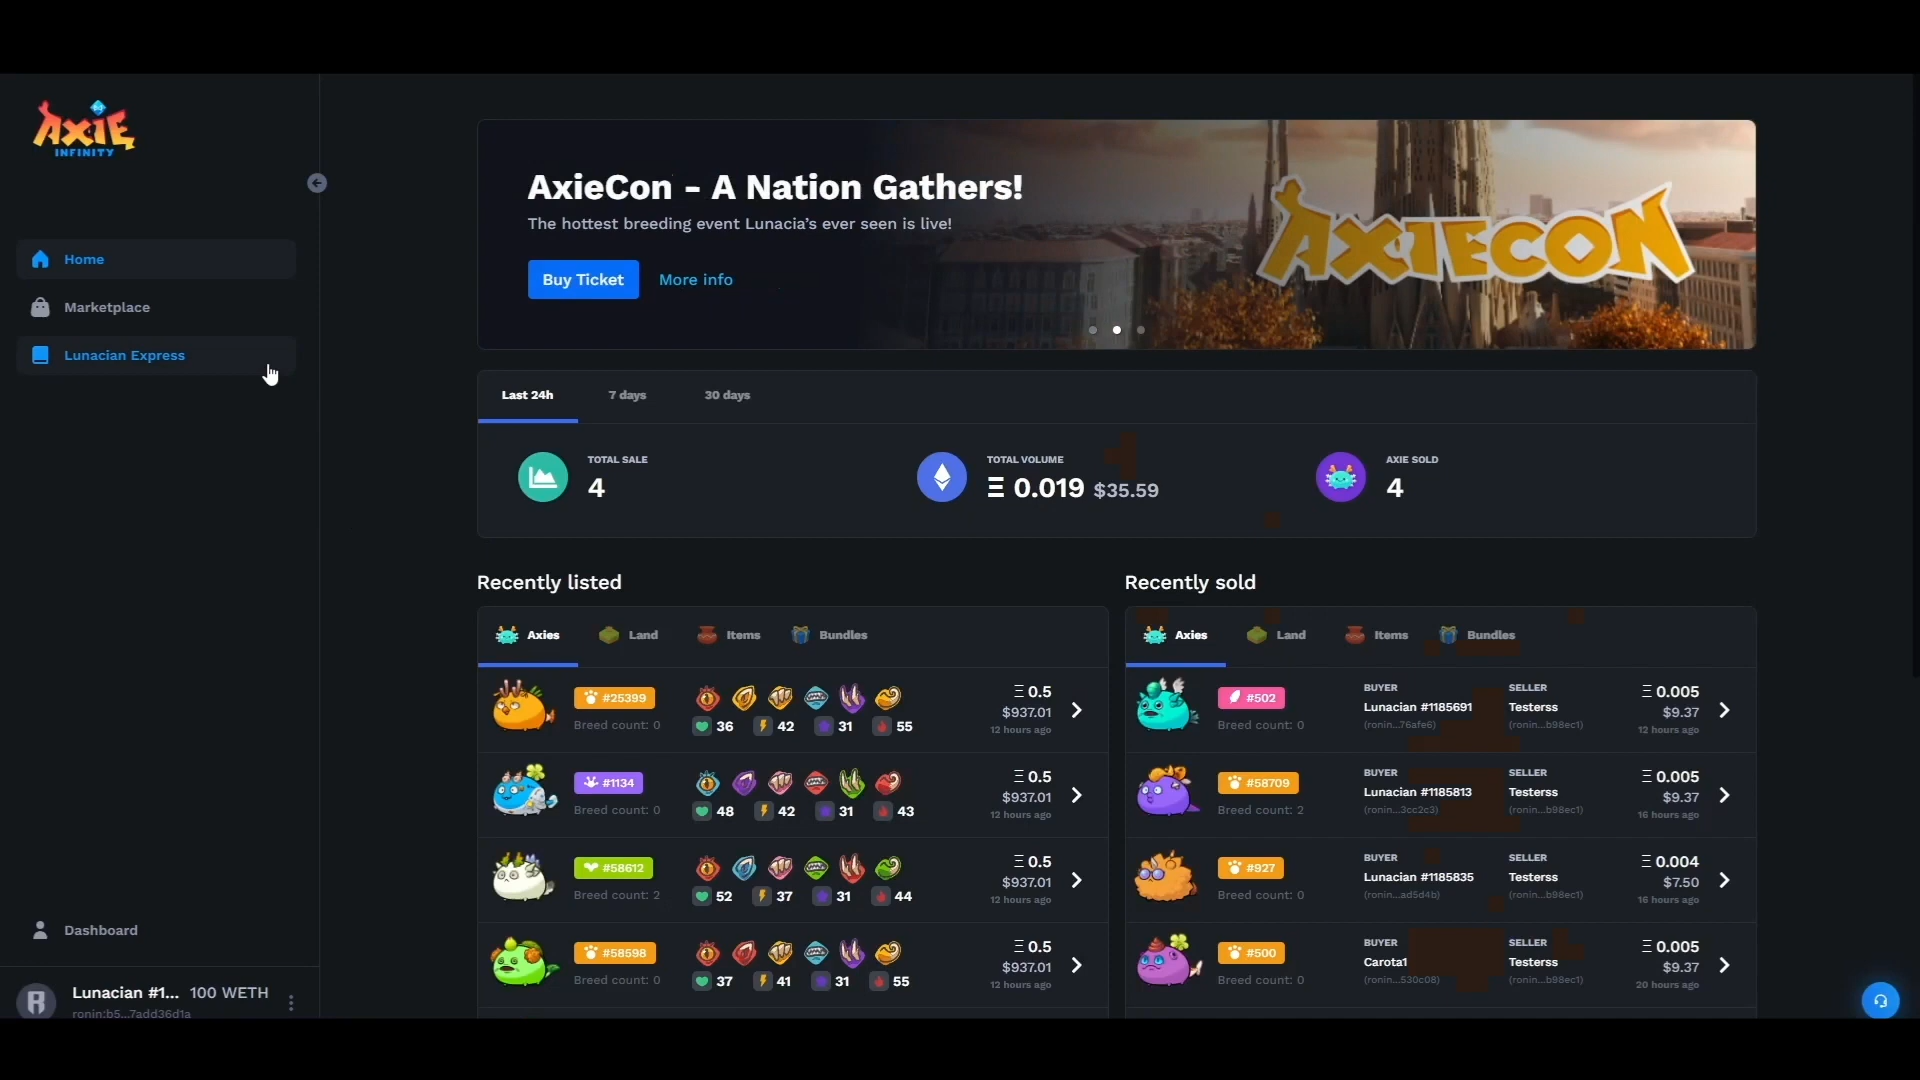 AXIE
INFINITY
Home
Marketplace
Lunacian Express
Dashboard
Lunacian #1... 100 WETH
ronin:b5...7add36d1a
AxieCon - A Nation Gathers!
The hottest breeding event Lunacia's ever seen is live!
Buy Ticket More info
AXIECON
Last 24h 7 days 30 days
TOTAL SALE
4
TOTAL VOLUME
Ξ 0.019 $35.59
AXIE SOLD
4
Recently listed
Axies Land Items Bundles
#25399
Breed count: 0
36 42 31 55
Ξ 0.5
$937.01
12 hours ago
#1134
Breed count: 0
48 42 31 43
Ξ 0.5
$937.01
12 hours ago
#58612
Breed count: 2
52 37 31 44
Ξ 0.5
$937.01
12 hours ago
#58598
Breed count: 0
37 41 31 55
Ξ 0.5
$937.01
12 hours ago
Recently sold
Axies Land Items Bundles
#502
Breed count: 0
BUYER
Lunacian #1185691
(ronin...76afe6)
SELLER
Testerss
(ronin...b98ec1)
Ξ 0.005
$9.37
12 hours ago
#58709
Breed count: 2
BUYER
Lunacian #1185813
(ronin...3cc2c3)
SELLER
Testerss
(ronin...b98ec1)
Ξ 0.005
$9.37
16 hours ago
#927
Breed count: 0
BUYER
Lunacian #1185835
(ronin...ad5d4b)
SELLER
Testerss
(ronin...b98ec1)
Ξ 0.004
$7.50
16 hours ago
#500
Breed count: 0
BUYER
Carota1
(ronin...530c08)
SELLER
Testerss
(ronin...b98ec1)
Ξ 0.005
$9.37
20 hours ago